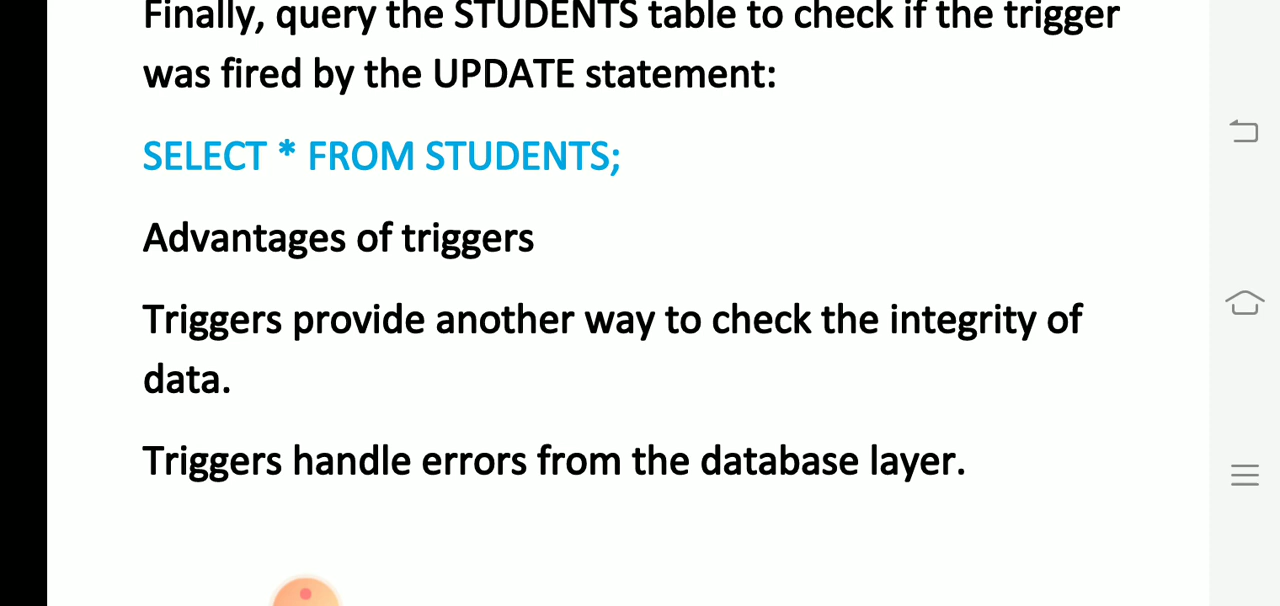 Finally, query the STUDENTS table to check if the trigger
was fired by the UPDATE statement:
SELECT * FROM STUDENTS;
Advantages of triggers
Triggers provide another way to check the integrity of
data.
Triggers handle errors from the database layer.